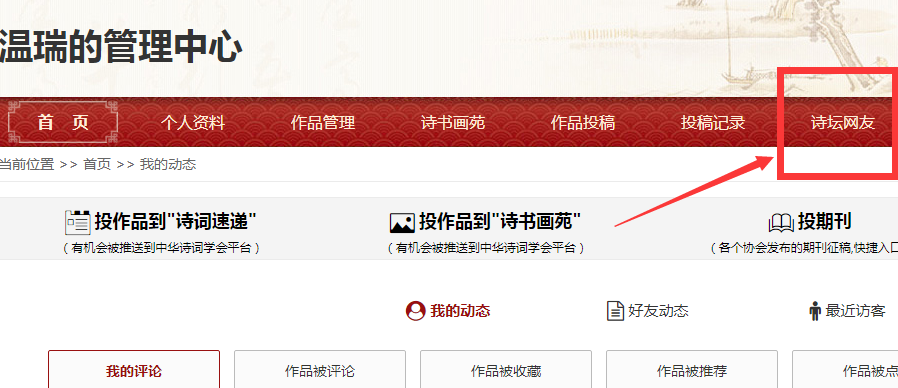 温瑞的管理中心
首 页 个人资料 作品管理 诗书画苑 作品投稿 投稿记录 诗坛网友
当前位置 >> 首页 >> 我的动态
投作品到"诗词速递" 投作品到"诗书画苑" 投期刊
（有机会被推送到中华诗词学会平台） （有机会被推送到中华诗词学会平台） （各个协会发布的期刊征稿,快捷入口
我的动态 好友动态 最近访客
我的评论 作品被评论 作品被收藏 作品被推荐 作品被点